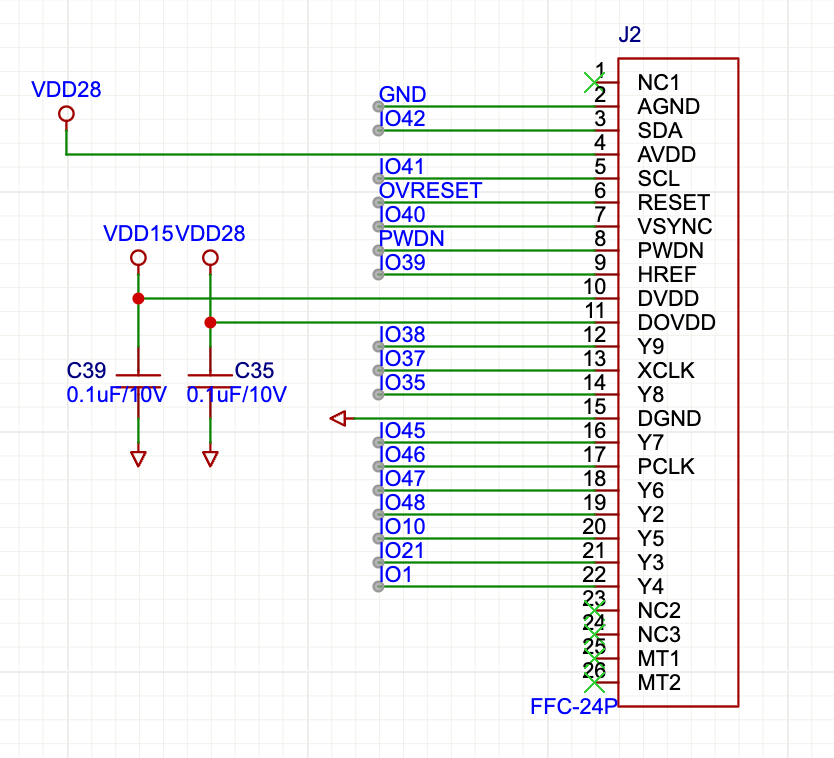 J2
1 NC1
VDD28
GND 2 AGND
IO42 3 SDA
4 AVDD
IO41 5 SCL
OVRESET 6 RESET
IO40 7 VSYNC
VDD15 VDD28
PWDN 8 PWDN
IO39 9 HREF
10 DVDD
11 DOVDD
IO38 12 Y9
C39 C35
IO37 13 XCLK
0.1uF/10V 0.1uF/10V
IO35 14 Y8
15 DGND
IO45 16 Y7
IO46 17 PCLK
IO47 18 Y6
IO48 19 Y2
IO10 20 Y5
IO21 21 Y3
IO1 22 Y4
23 NC2
24 NC3
25 MT1
26 MT2
FFC-24P